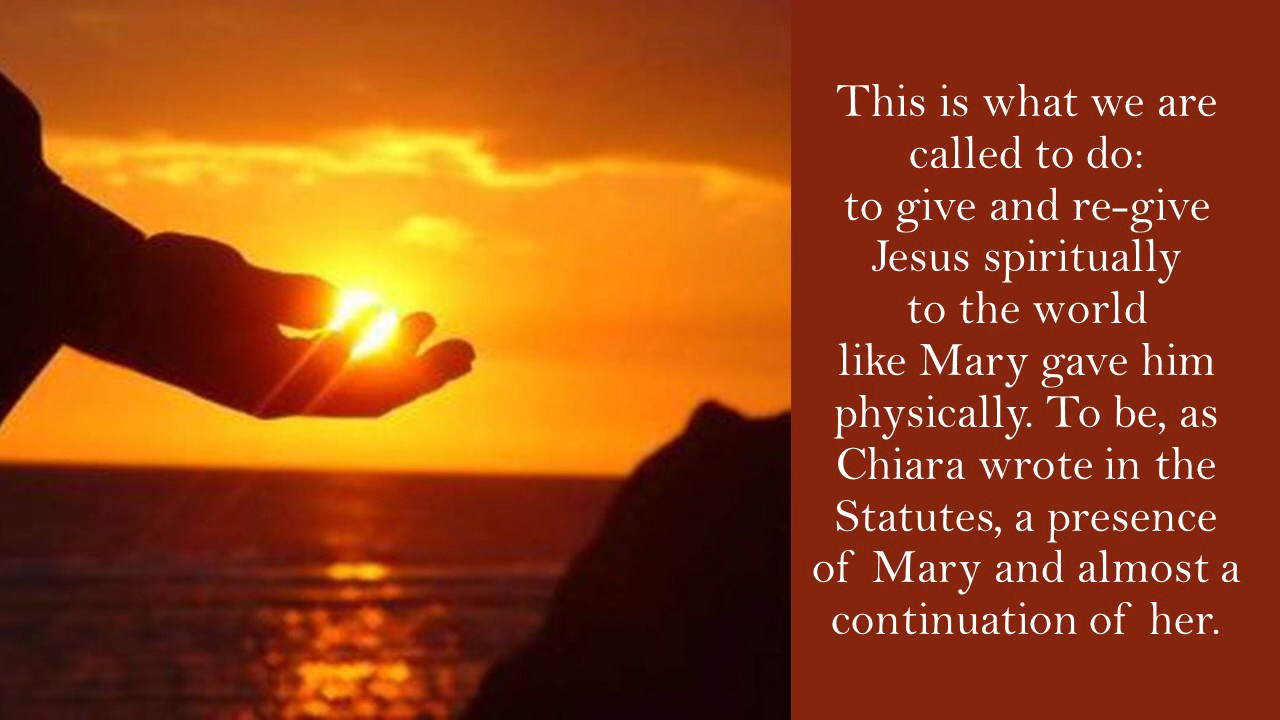 This is what we are
called to do:
to give and re-give
Jesus spiritually
to the world
like Mary gave him
physically. To be, as
Chiara wrote in the
Statutes, a presence
of Mary and almost a
continuation of her.